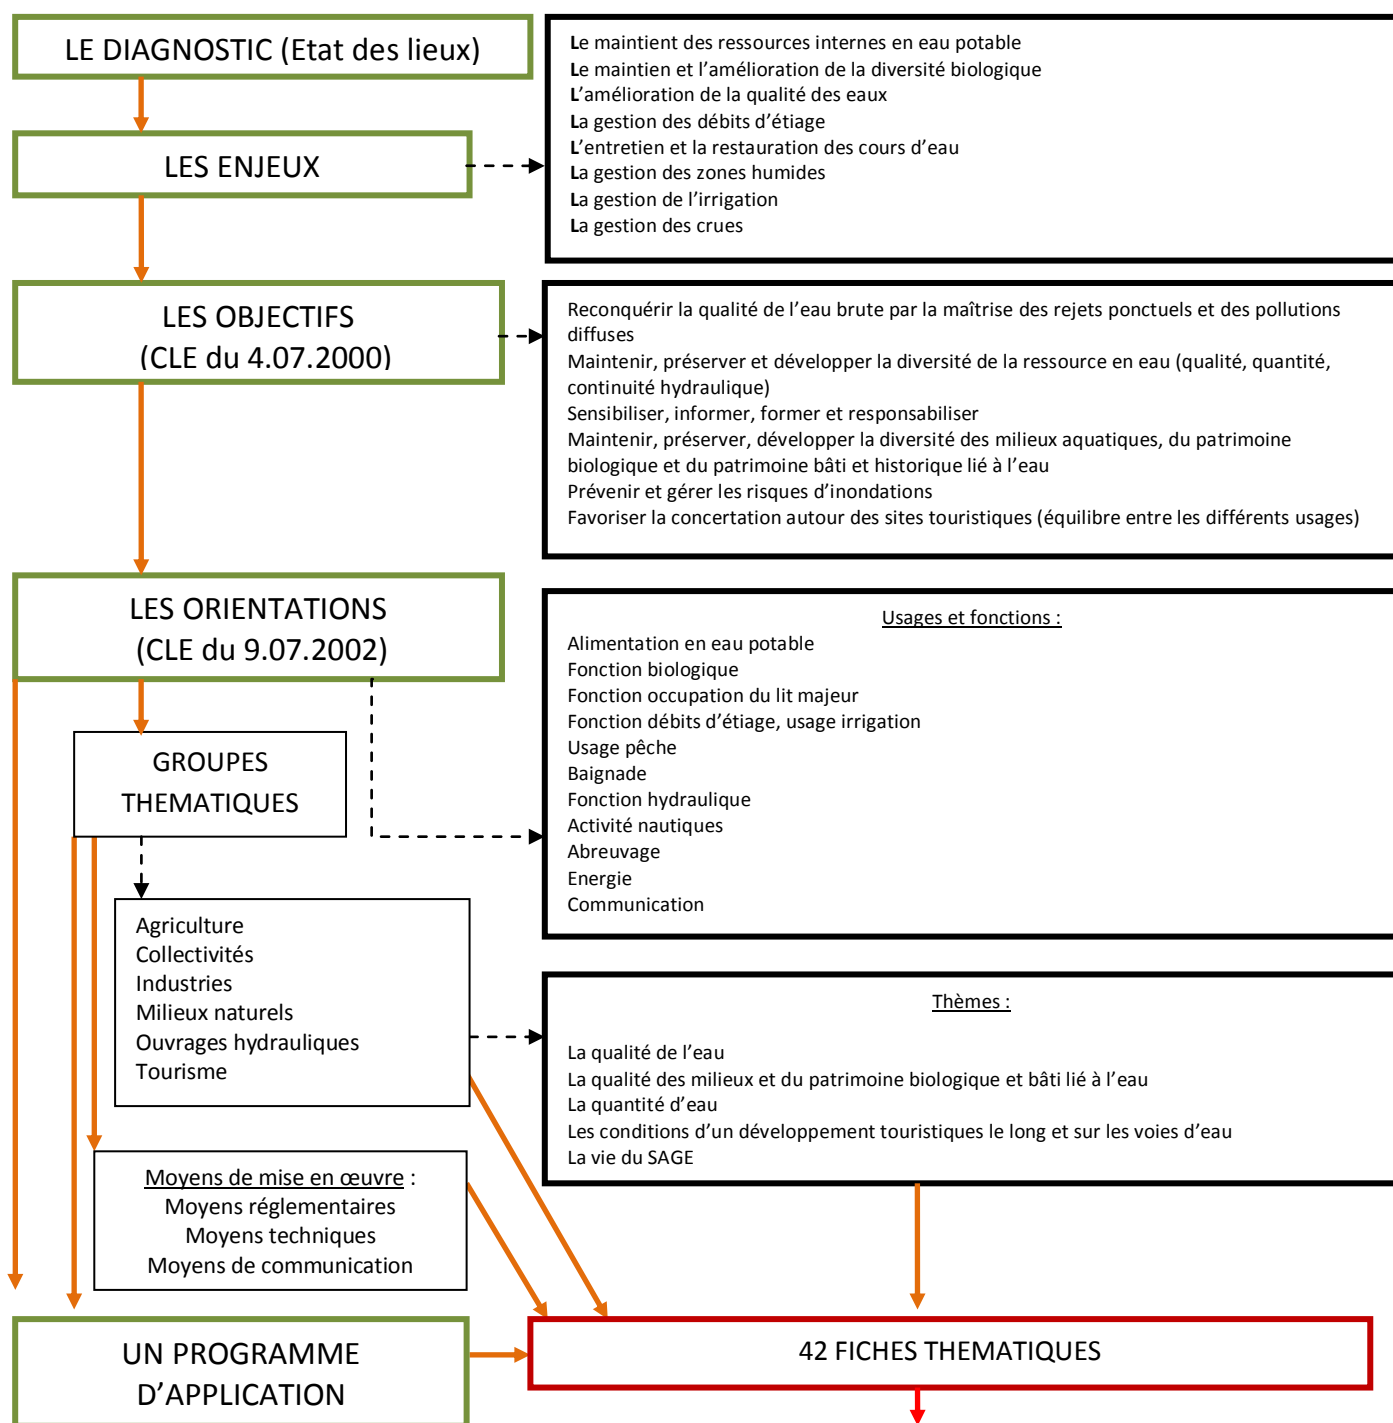 LE DIAGNOSTIC (Etat des lieux)
Le maintient des ressources internes en eau potable
Le maintien et l’amélioration de la diversité biologique
L’amélioration de la qualité des eaux
La gestion des débits d’étiage
L’entretien et la restauration des cours d’eau
La gestion des zones humides
La gestion de l’irrigation
La gestion des crues
LES ENJEUX
LES OBJECTIFS
(CLE du 4.07.2000)
Reconquérir la qualité de l’eau brute par la maîtrise des rejets ponctuels et des pollutions
diffuses
Maintenir, préserver et développer la diversité de la ressource en eau (qualité, quantité,
continuité hydraulique)
Sensibiliser, informer, former et responsabiliser
Maintenir, préserver, développer la diversité des milieux aquatiques, du patrimoine
biologique et du patrimoine bâti et historique lié à l’eau
Prévenir et gérer les risques d’inondations
Favoriser la concertation autour des sites touristiques (équilibre entre les différents usages)
LES ORIENTATIONS
(CLE du 9.07.2002)
Usages et fonctions :
Alimentation en eau potable
Fonction biologique
Fonction occupation du lit majeur
Fonction débits d’étiage, usage irrigation
Usage pêche
Baignade
Fonction hydraulique
Activité nautiques
Abreuvage
Energie
Communication
GROUPES
THEMATIQUES
Agriculture
Collectivités
Industries
Milieux naturels
Ouvrages hydrauliques
Tourisme
Thèmes :
La qualité de l’eau
La qualité des milieux et du patrimoine biologique et bâti lié à l’eau
La quantité d’eau
Les conditions d’un développement touristiques le long et sur les voies d’eau
La vie du SAGE
Moyens de mise en œuvre :
Moyens réglementaires
Moyens techniques
Moyens de communication
UN PROGRAMME
D’APPLICATION
42 FICHES THEMATIQUES